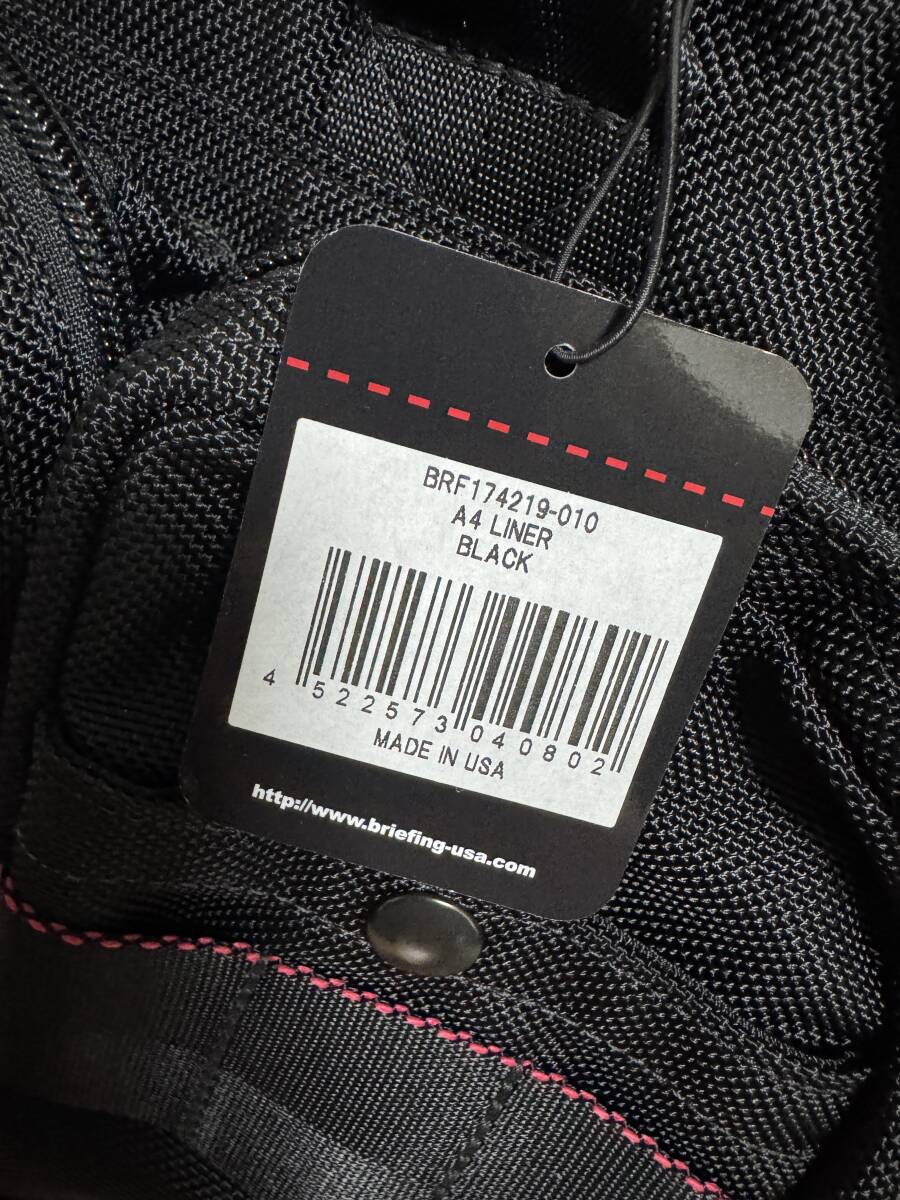 BRF174219-010
A4 LINER
BLACK
4 522573 040802
MADE IN USA
http://www.briefing-usa.com